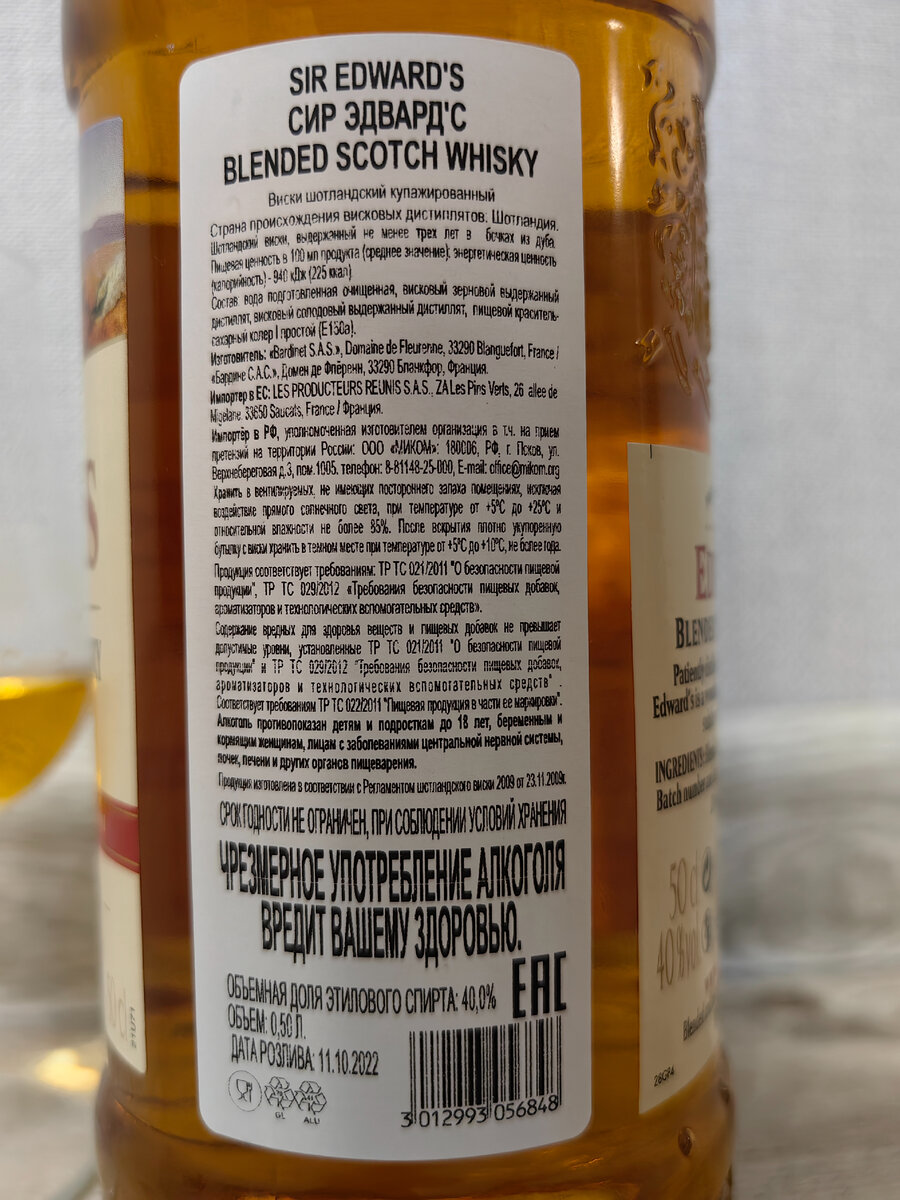 SIR EDWARD'S
СИР ЭДВАРД'С
BLENDED SCOTCH WHISKY
Виски шотландский купажированный
Страна происхождения висковых дистиллятов: Шотландия.
Шотландский виски, выдержанный не менее трех лет в бочках из дуба.
Пищевая ценность в 100 мл продукта (среднее значение): энергетическая ценность
(калорийность) - 940 кДж (225 ккал)
Состав: вода подготовленная очищенная, висковый зерновой выдержанный
дистиллят, висковый солодовый выдержанный дистиллят, пищевой краситель-
сахарный колер I простой (E150a).
Изготовитель: «Bardinet S.A.S.», Domaine de Fleurenne, 33290 Blanquefort, France /
«Бардине С.А.С.», Домен де Флёренн, 33290 Бланкфор, Франция.
Импортер в ЕС: LES PRODUCTEURS REUNIS S.A.S., ZA Les Pins Verts, 26 allee de
Migelane 33650 Saucats, France / Франция.
Импортёр в РФ, уполномоченная изготовителем организация в т.ч. на прием
претензий на территории России: ООО «МИКОМ»: 180006, РФ, г. Псков, ул.
Верхнебереговая д.3, пом.1005. телефон: 8-81148-25-000, E-mail: office@mikom.org
Хранить в вентилируемых, не имеющих постороннего запаха помещениях, исключая
воздействие прямого солнечного света, при температуре от +5°C до +25°C и
относительной влажности не более 85%. После вскрытия плотно укупоренную
бутылку с виски хранить в темном месте при температуре от +5°C до +10°C, не более года.
Продукция соответствует требованиям: ТР ТС 021/2011 "О безопасности пищевой
продукции", ТР ТС 029/2012 «Требования безопасности пищевых добавок,
ароматизаторов и технологических вспомогательных средств».
Содержание вредных для здоровья веществ и пищевых добавок не превышает
допустимые уровни, установленные ТР ТС 021/2011 "О безопасности пищевой
продукции" и ТР ТС 029/2012 "Требования безопасности пищевых добавок,
ароматизаторов и технологических вспомогательных средств" .
Соответствует требованиям ТР ТС 022/2011 "Пищевая продукция в части ее маркировки".
Алкоголь противопоказан детям и подросткам до 18 лет, беременным и
кормящим женщинам, лицам с заболеваниями центральной нервной системы,
почек, печени и других органов пищеварения.
Продукция изготовлена в соответствии с Регламентом шотландского виски 2009 от 23.11.2009г.
СРОК ГОДНОСТИ НЕ ОГРАНИЧЕН, ПРИ СОБЛЮДЕНИИ УСЛОВИЙ ХРАНЕНИЯ
ЧРЕЗМЕРНОЕ УПОТРЕБЛЕНИЕ АЛКОГОЛЯ
ВРЕДИТ ВАШЕМУ ЗДОРОВЬЮ.
ОБЪЕМНАЯ ДОЛЯ ЭТИЛОВОГО СПИРТА: 40,0%
EAC
ОБЪЕМ: 0,50 Л.
ДАТА РОЗЛИВА: 11.10.2022
GL
ALU
3 012993 056848
BLENDE
Patiently
Edward's is a
INGREDIENTS:
Batch number
50 cl
40%vol
Blended
28GP4